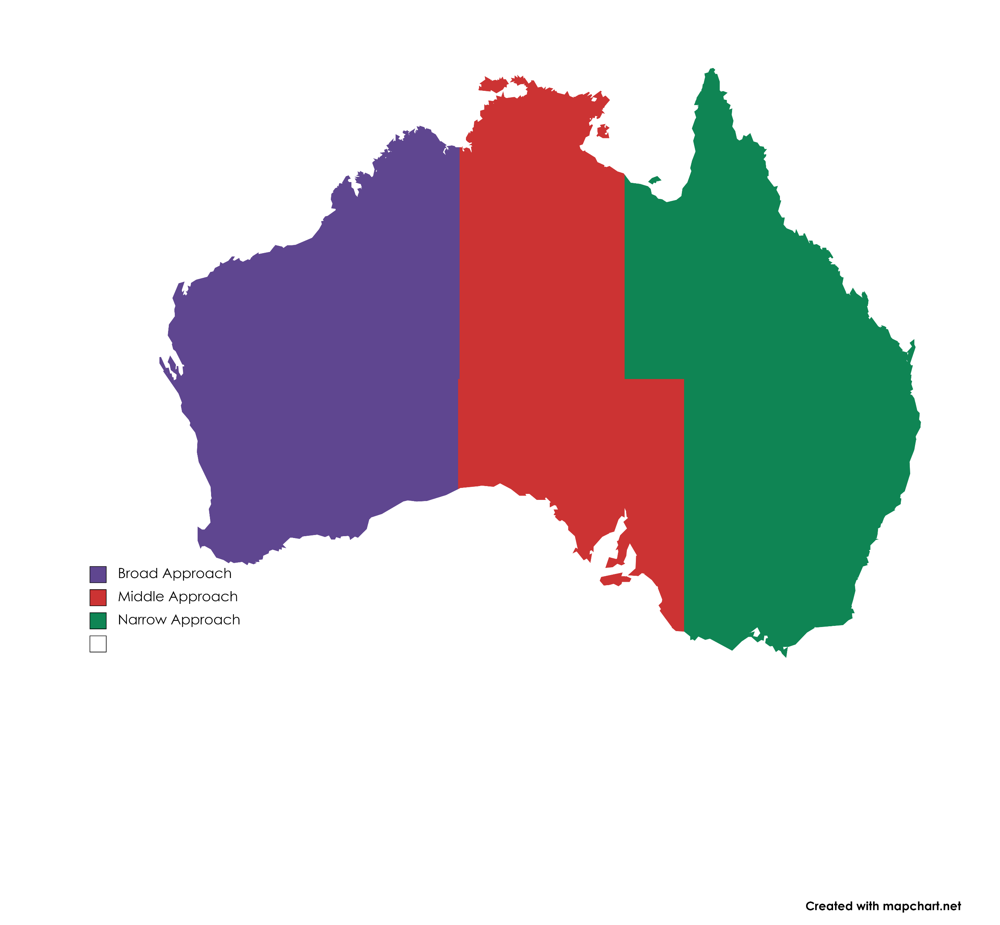 Broad Approach
Middle Approach
Narrow Approach
Created with mapchart.net